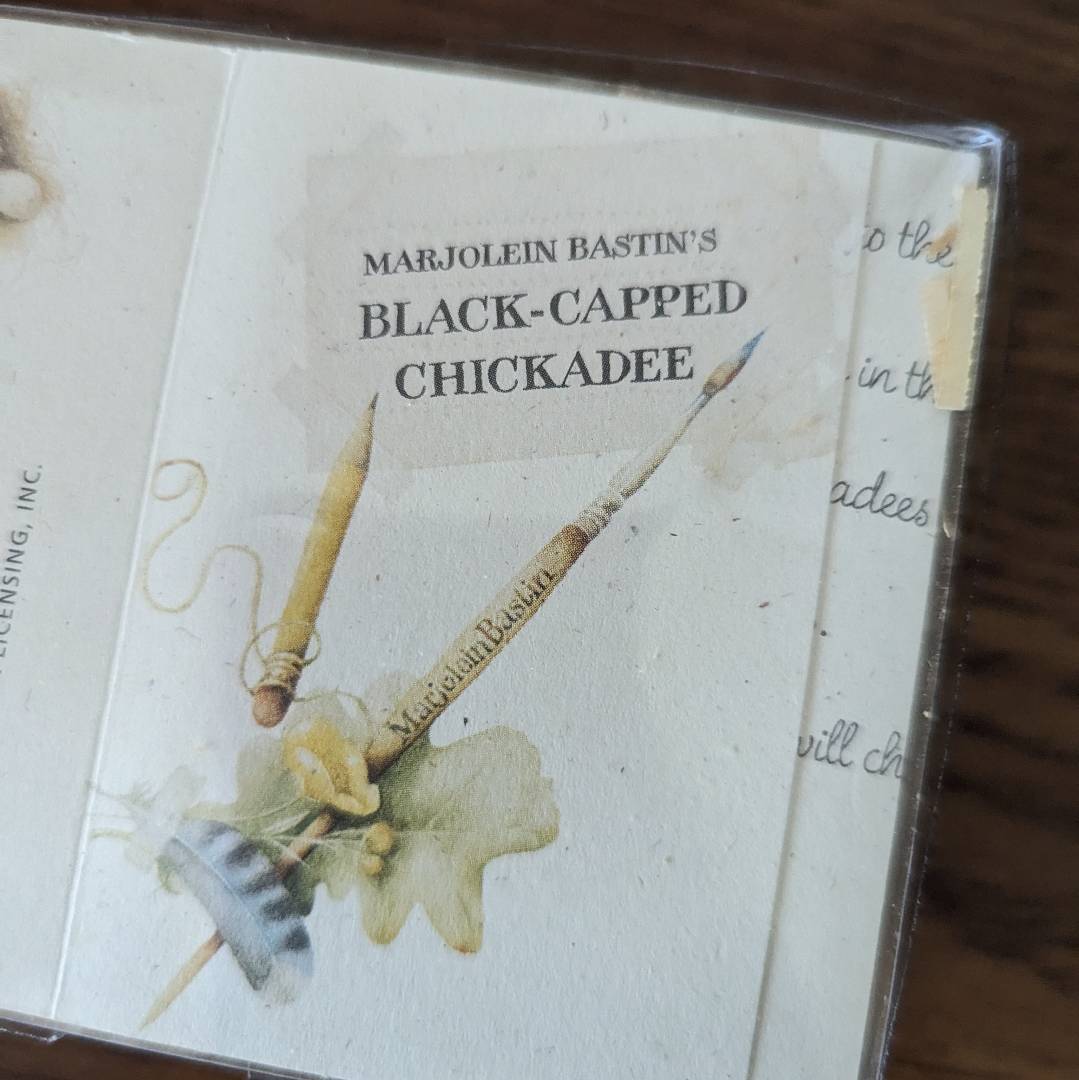 MARJOLEIN BASTIN'S
BLACK-CAPPED
CHICKADEE
MarjoleinBastin
LICENSING, INC.
o the
in th
adees
will ch